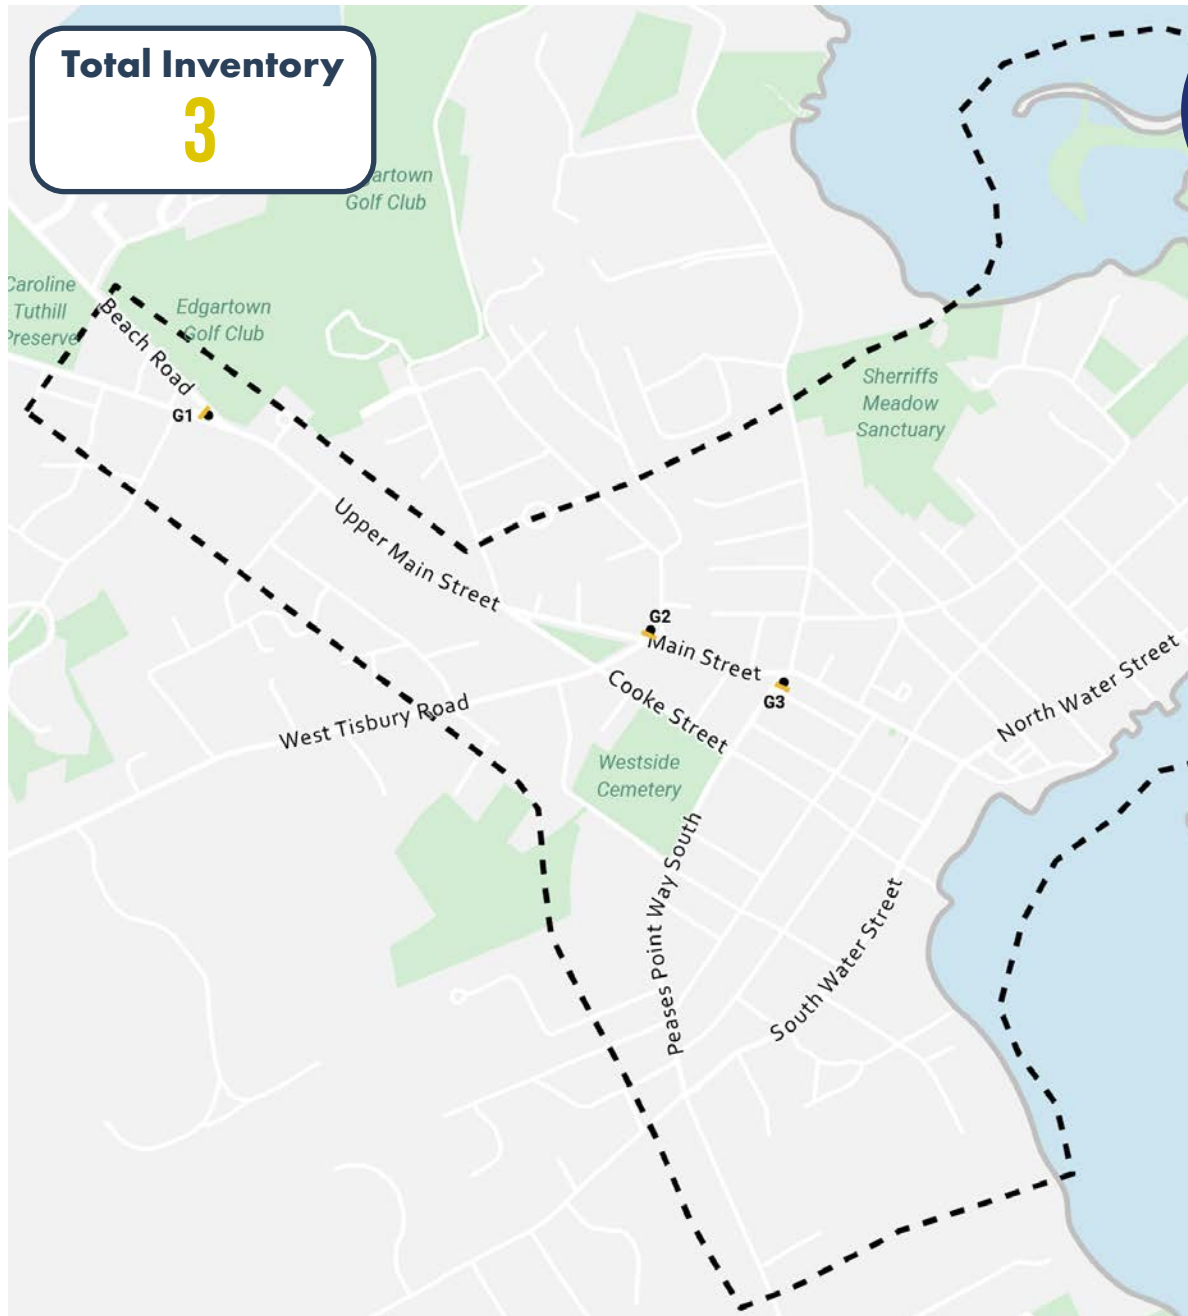 Total Inventory
3
gartown
Golf Club
Caroline
Tuthill
Preserve
Edgartown
Golf Club
Beach Road
G1
Sherriffs
Meadow
Sanctuary
Upper Main Street
G2
Main Street
G3
Cooke Street
North Water Street
West Tisbury Road
Westside
Cemetery
Peases Point Way South
South Water Street